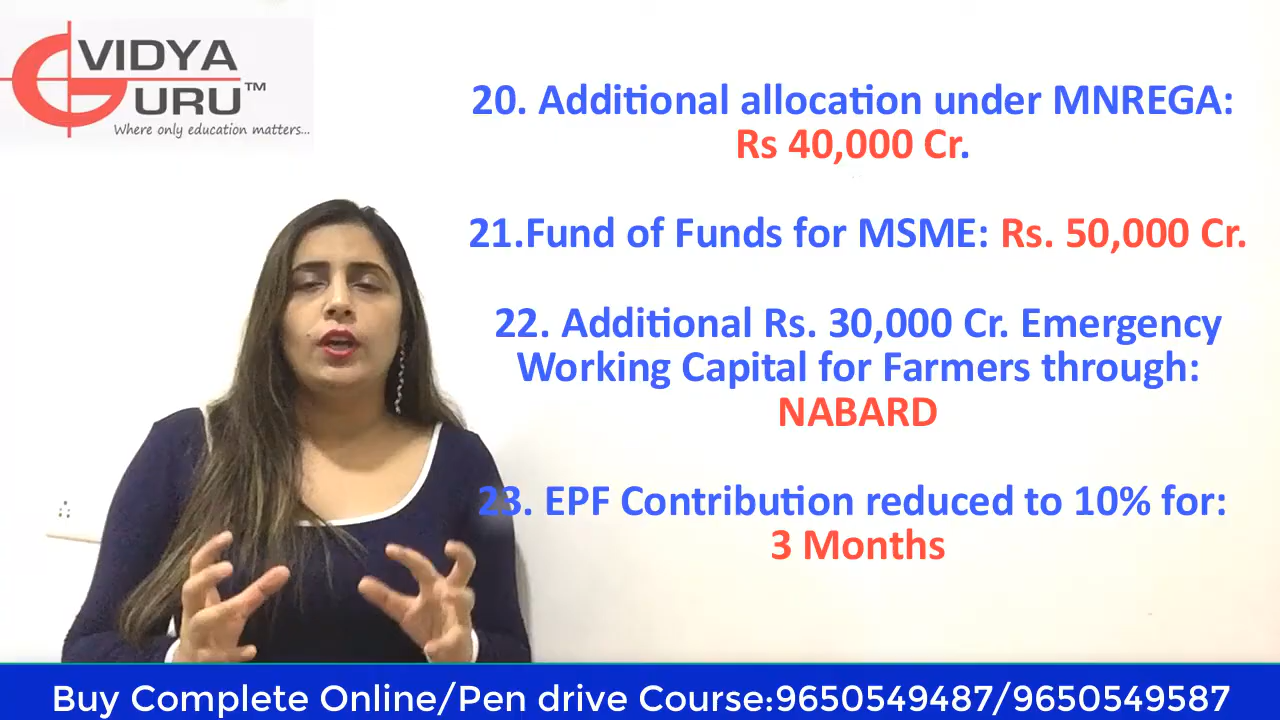 VIDYA
GURU™
Where only education matters...
20. Additional allocation under MNREGA:
Rs 40,000 Cr.
21.Fund of Funds for MSME: Rs. 50,000 Cr.
22. Additional Rs. 30,000 Cr. Emergency
Working Capital for Farmers through:
NABARD
23. EPF Contribution reduced to 10% for:
3 Months
Buy Complete Online/Pen drive Course:9650549487/9650549587